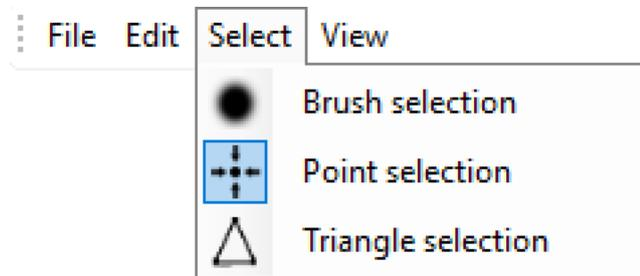 File Edit Select View
Brush selection
Point selection
Triangle selection